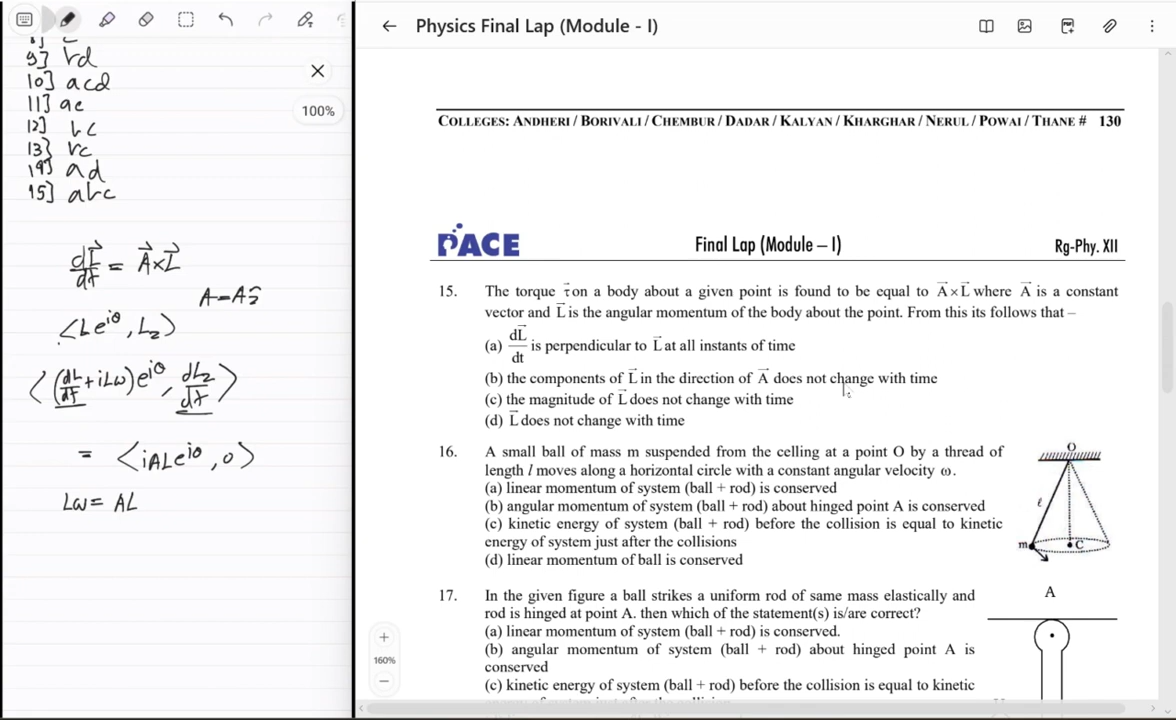 9] bd
10] acd
11] ac
12] bc
13] bc
14] ad
15] abc
dL/dt = A×L
A=Aẑ
<Le^iθ, Lz>
<(dL/dt + iLω)e^iθ, dLz/dt>
= <iALe^iθ, 0>
Lω = AL
100%
← Physics Final Lap (Module - I)
COLLEGES: ANDHERI / BORIVALI / CHEMBUR / DADAR / KALYAN / KHARGHAR / NERUL / POWAI / THANE # 130
PACE Final Lap (Module – I) Rg-Phy. XII
15. The torque τ⃗on a body about a given point is found to be equal to A⃗×L⃗ where A⃗ is a constant
vector and L⃗ is the angular momentum of the body about the point. From this its follows that –
(a) dL⃗/dt is perpendicular to L⃗ at all instants of time
(b) the components of L⃗ in the direction of A⃗ does not change with time
(c) the magnitude of L⃗ does not change with time
(d) L⃗ does not change with time
16. A small ball of mass m suspended from the celling at a point O by a thread of
length l moves along a horizontal circle with a constant angular velocity ω.
(a) linear momentum of system (ball + rod) is conserved
(b) angular momentum of system (ball + rod) about hinged point A is conserved
(c) kinetic energy of system (ball + rod) before the collision is equal to kinetic
energy of system just after the collisions
(d) linear momentum of ball is conserved
O
ℓ
m
C
17. In the given figure a ball strikes a uniform rod of same mass elastically and
rod is hinged at point A. then which of the statement(s) is/are correct?
(a) linear momentum of system (ball + rod) is conserved.
(b) angular momentum of system (ball + rod) about hinged point A is
conserved
(c) kinetic energy of system (ball + rod) before the collision is equal to kinetic
A
160%